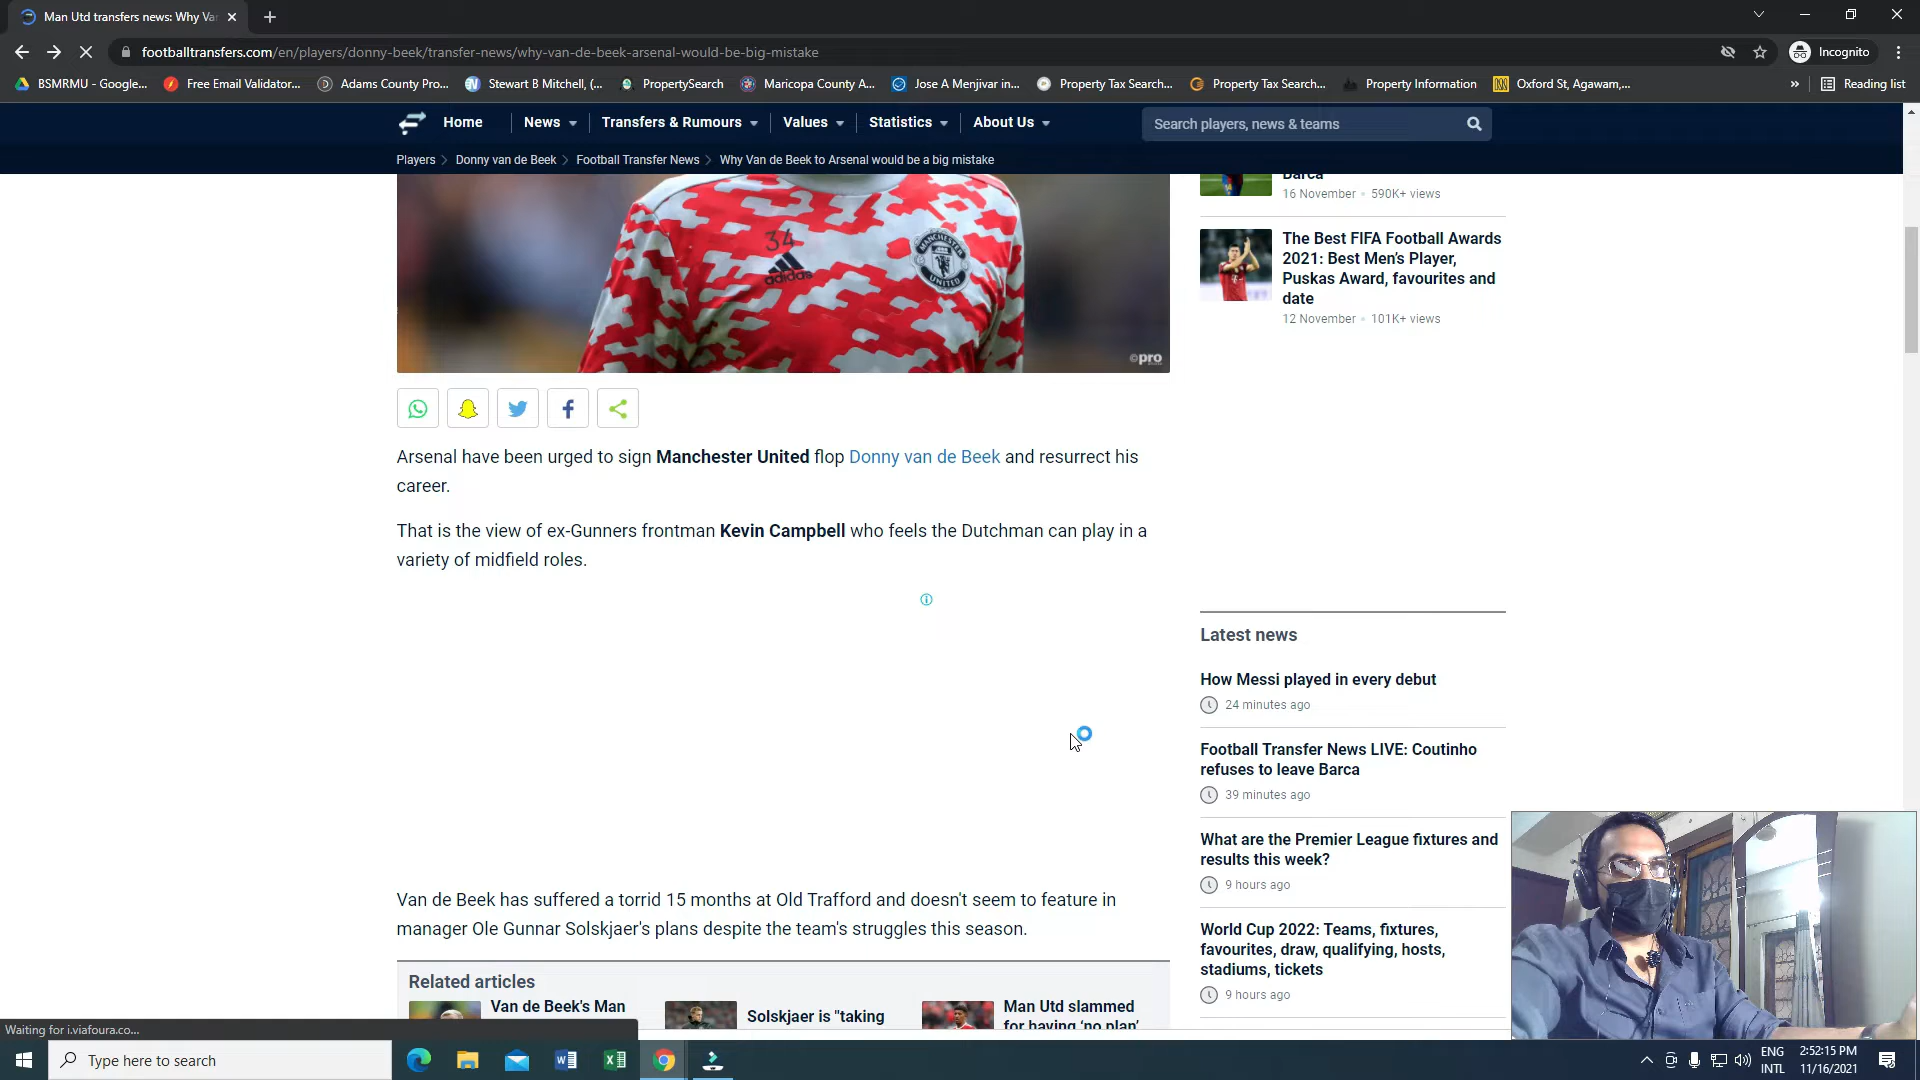 Man Utd transfers news: Why Va
footballtransfers.com/en/players/donny-beek/transfer-news/why-van-de-beek-arsenal-would-be-big-mistake
Incognito
BSMRMU - Google...
Free Email Validator...
Adams County Pro...
Stewart B Mitchell, (...
PropertySearch
Maricopa County A...
Jose A Menjivar in...
Property Tax Search...
Property Tax Search...
Property Information
Oxford St, Agawam,...
»
Reading list
Home
News
Transfers & Rumours
Values
Statistics
About Us
Search players, news & teams
Players
Donny van de Beek
Football Transfer News
Why Van de Beek to Arsenal would be a big mistake
34
adidas
MANCHESTER
UNITED
©pro
Arsenal have been urged to sign Manchester United flop Donny van de Beek and resurrect his
career.
That is the view of ex-Gunners frontman Kevin Campbell who feels the Dutchman can play in a
variety of midfield roles.
Van de Beek has suffered a torrid 15 months at Old Trafford and doesn't seem to feature in
manager Ole Gunnar Solskjaer's plans despite the team's struggles this season.
Related articles
Van de Beek's Man
Solskjaer is "taking
Man Utd slammed
for having 'no plan'
Barca
16 November • 590K+ views
The Best FIFA Football Awards
2021: Best Men's Player,
Puskas Award, favourites and
date
12 November • 101K+ views
Latest news
How Messi played in every debut
24 minutes ago
Football Transfer News LIVE: Coutinho
refuses to leave Barca
39 minutes ago
What are the Premier League fixtures and
results this week?
9 hours ago
World Cup 2022: Teams, fixtures,
favourites, draw, qualifying, hosts,
stadiums, tickets
9 hours ago
Waiting for i.viafoura.co...
Type here to search
ENG
INTL
2:52:15 PM
11/16/2021